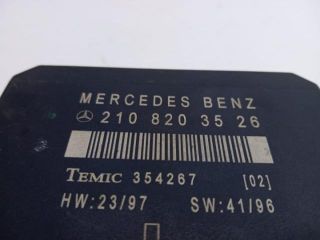 MERCEDES BENZ
210 820 35 26
TEMIC 354267 [02]
HW:23/97 SW:41/96